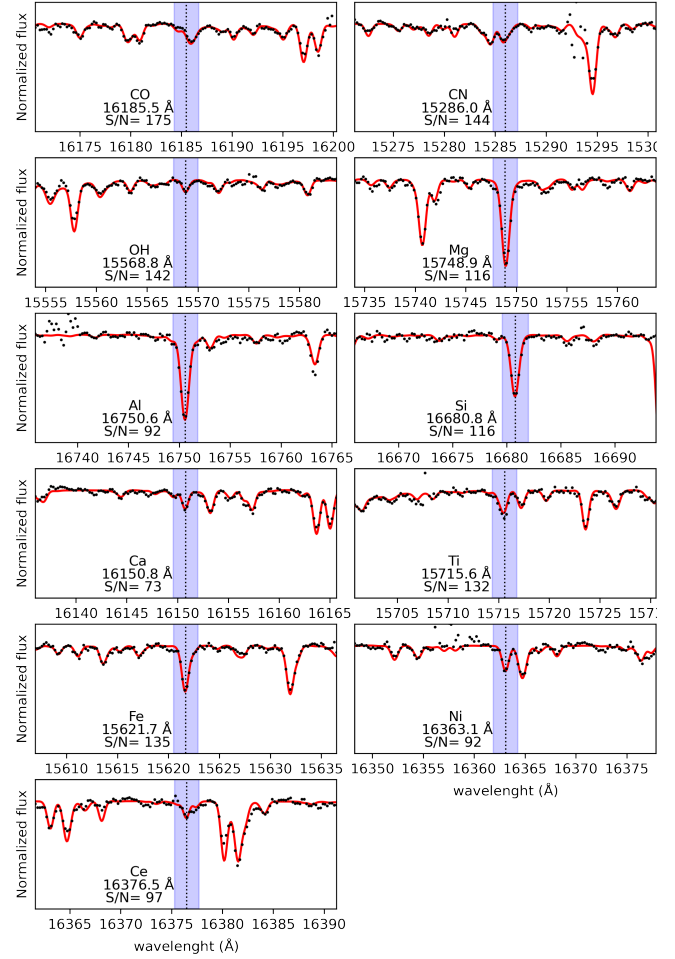 Normalized flux
CO
16185.5 Å
S/N= 175
16175 16180 16185 16190 16195 16200
CN
15286.0 Å
S/N= 144
15275 15280 15285 15290 15295 1530
Normalized flux
OH
15568.8 Å
S/N= 142
15555 15560 15565 15570 15575 15580
Mg
15748.9 Å
S/N= 116
15735 15740 15745 15750 15755 15760
Normalized flux
Al
16750.6 Å
S/N= 92
16740 16745 16750 16755 16760 16765
Si
16680.8 Å
S/N= 116
16670 16675 16680 16685 16690
Normalized flux
Ca
16150.8 Å
S/N= 73
16140 16145 16150 16155 16160 16165
Ti
15715.6 Å
S/N= 132
15705 15710 15715 15720 15725 1573
Normalized flux
Fe
15621.7 Å
S/N= 135
15610 15615 15620 15625 15630 15635
Ni
16363.1 Å
S/N= 92
16350 16355 16360 16365 16370 16375
wavelenght (Å)
Normalized flux
Ce
16376.5 Å
S/N= 97
16365 16370 16375 16380 16385 16390
wavelenght (Å)